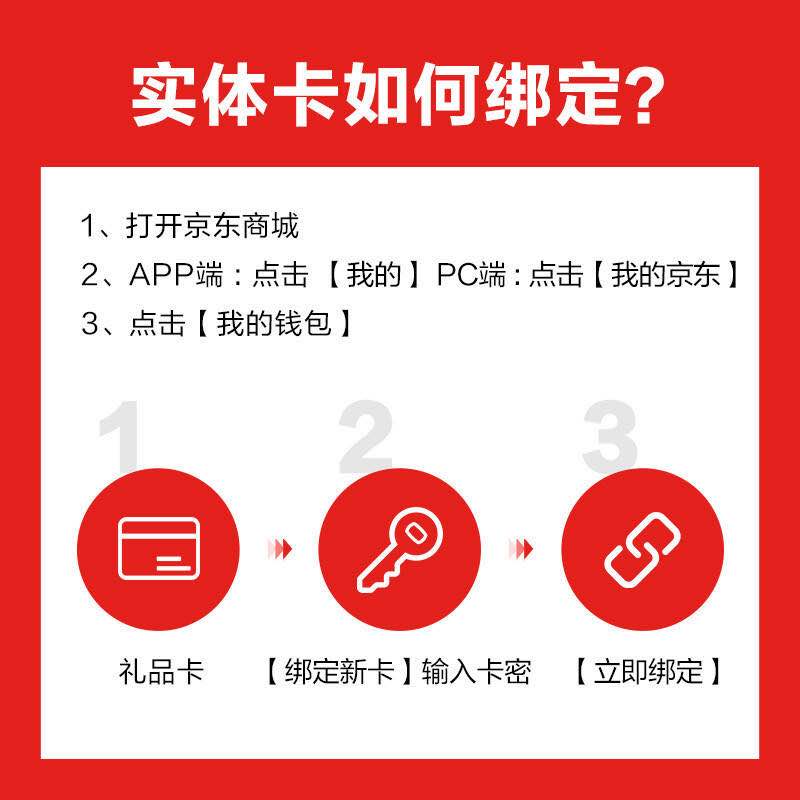 实体卡如何绑定?
1、打开京东商城
2、APP端：点击【我的】PC端：点击【我的京东】
3、点击【我的钱包】
1 2 3
礼品卡 【绑定新卡】输入卡密 【立即绑定】